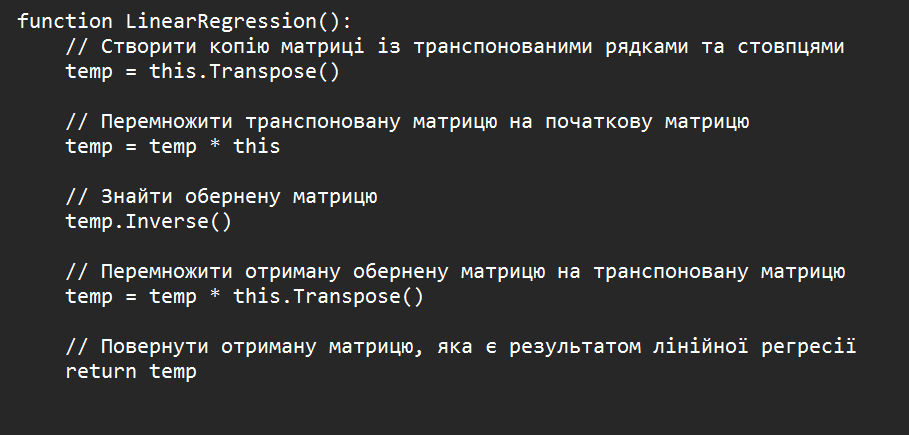 function LinearRegression():
    // Створити копію матриці із транспонованими рядками та стовпцями
    temp = this.Transpose()

    // Перемножити транспоновану матрицю на початкову матрицю
    temp = temp * this

    // Знайти обернену матрицю
    temp.Inverse()

    // Перемножити отриману обернену матрицю на транспоновану матрицю
    temp = temp * this.Transpose()

    // Повернути отриману матрицю, яка є результатом лінійної регресії
    return temp